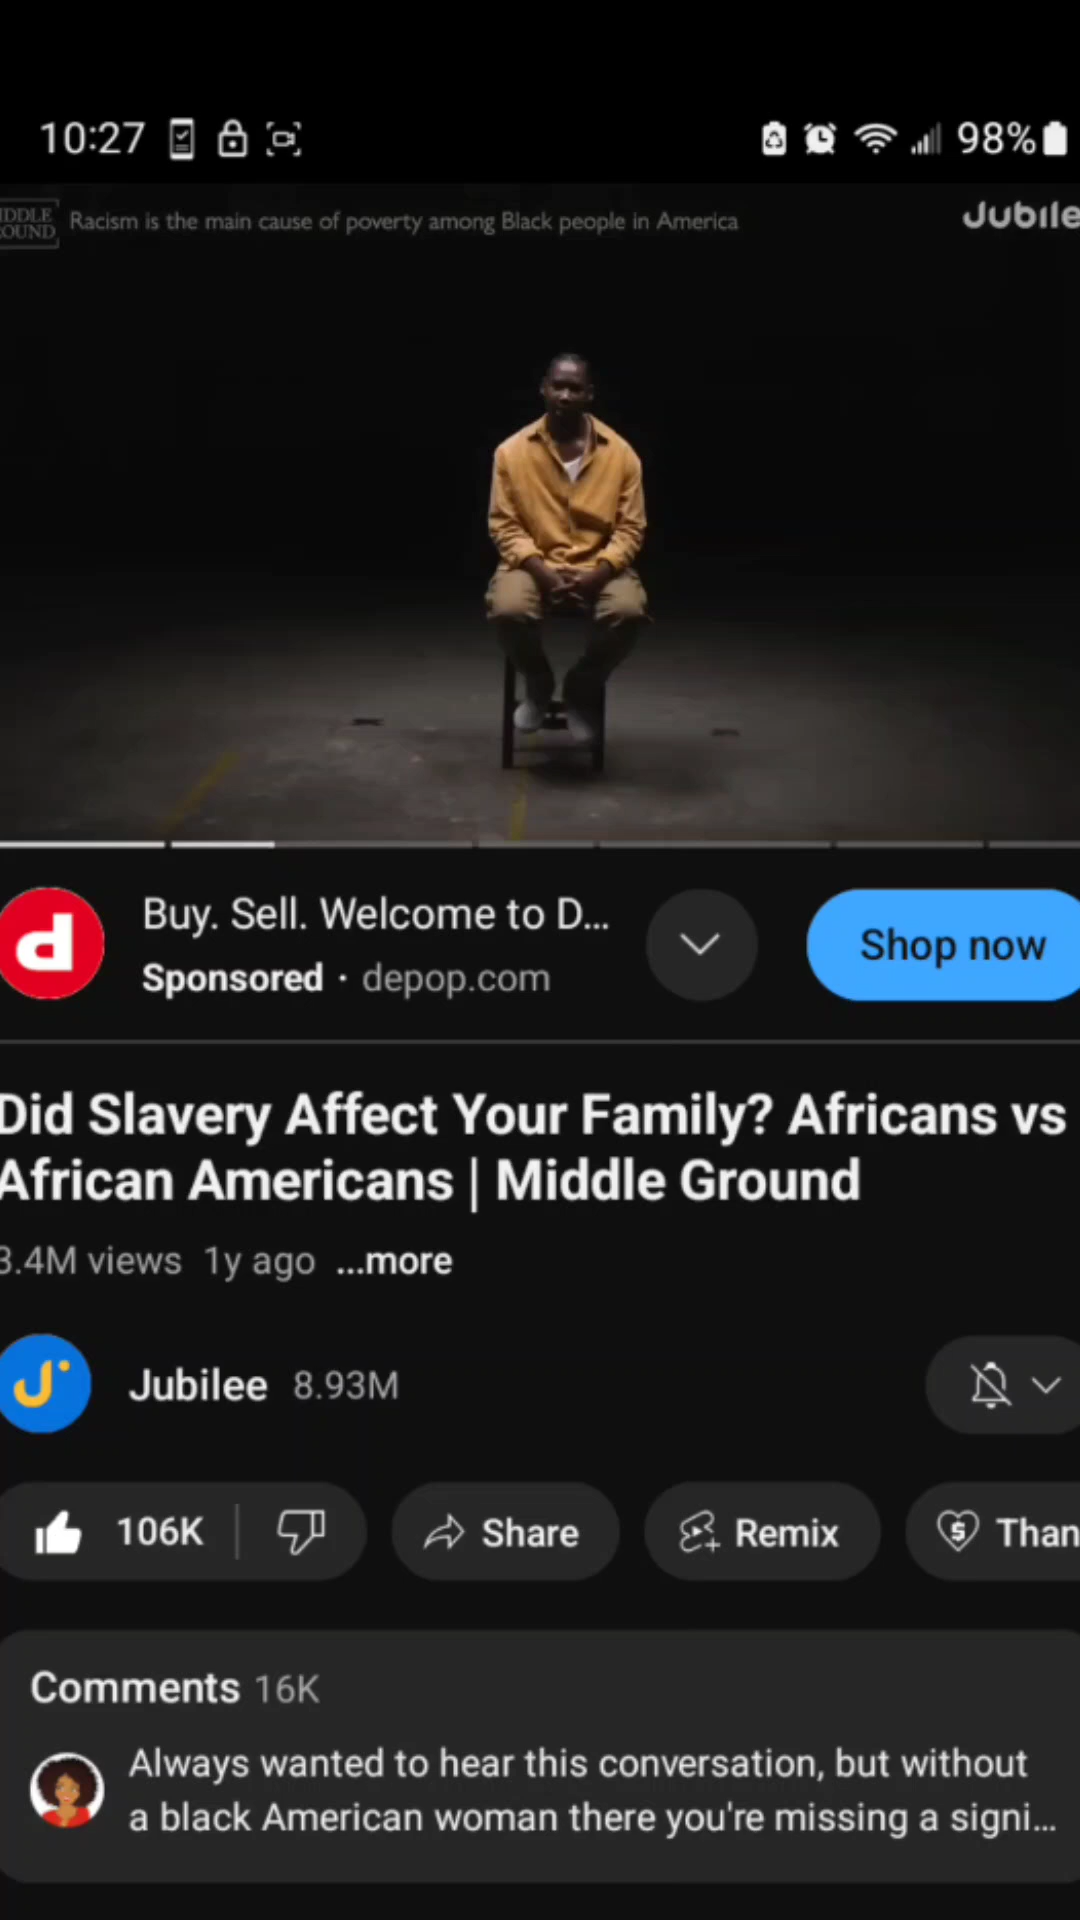 10:27 98%
IDDLE
OUND
Racism is the main cause of poverty among Black people in America
Jubile
d
Buy. Sell. Welcome to D...
Sponsored · depop.com
Shop now
Did Slavery Affect Your Family? Africans vs
African Americans | Middle Ground
3.4M views 1y ago ...more
Jubilee 8.93M
106K
Share
Remix
Than
Comments 16K
Always wanted to hear this conversation, but without
a black American woman there you're missing a signi...